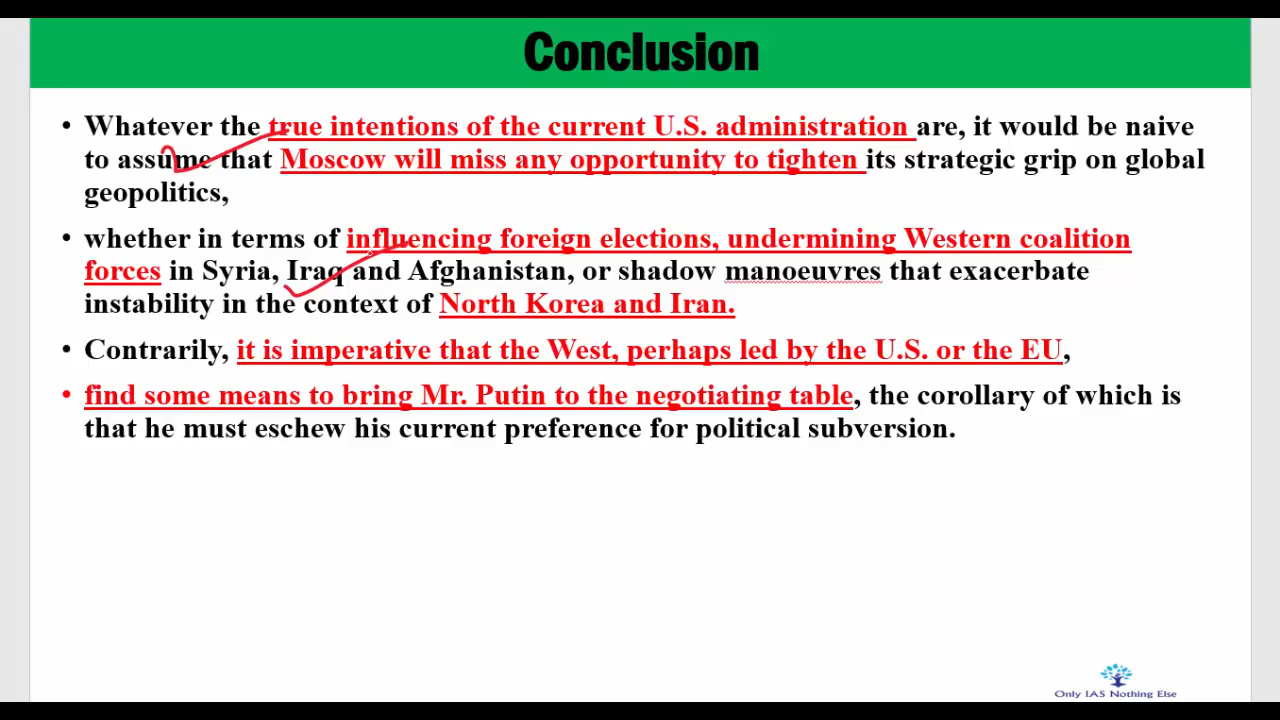 Conclusion
• Whatever the true intentions of the current U.S. administration are, it would be naive
to assume that Moscow will miss any opportunity to tighten its strategic grip on global
geopolitics,
• whether in terms of influencing foreign elections, undermining Western coalition
forces in Syria, Iraq and Afghanistan, or shadow manoeuvres that exacerbate
instability in the context of North Korea and Iran.
• Contrarily, it is imperative that the West, perhaps led by the U.S. or the EU,
• find some means to bring Mr. Putin to the negotiating table, the corollary of which is
that he must eschew his current preference for political subversion.
Only IAS Nothing Else